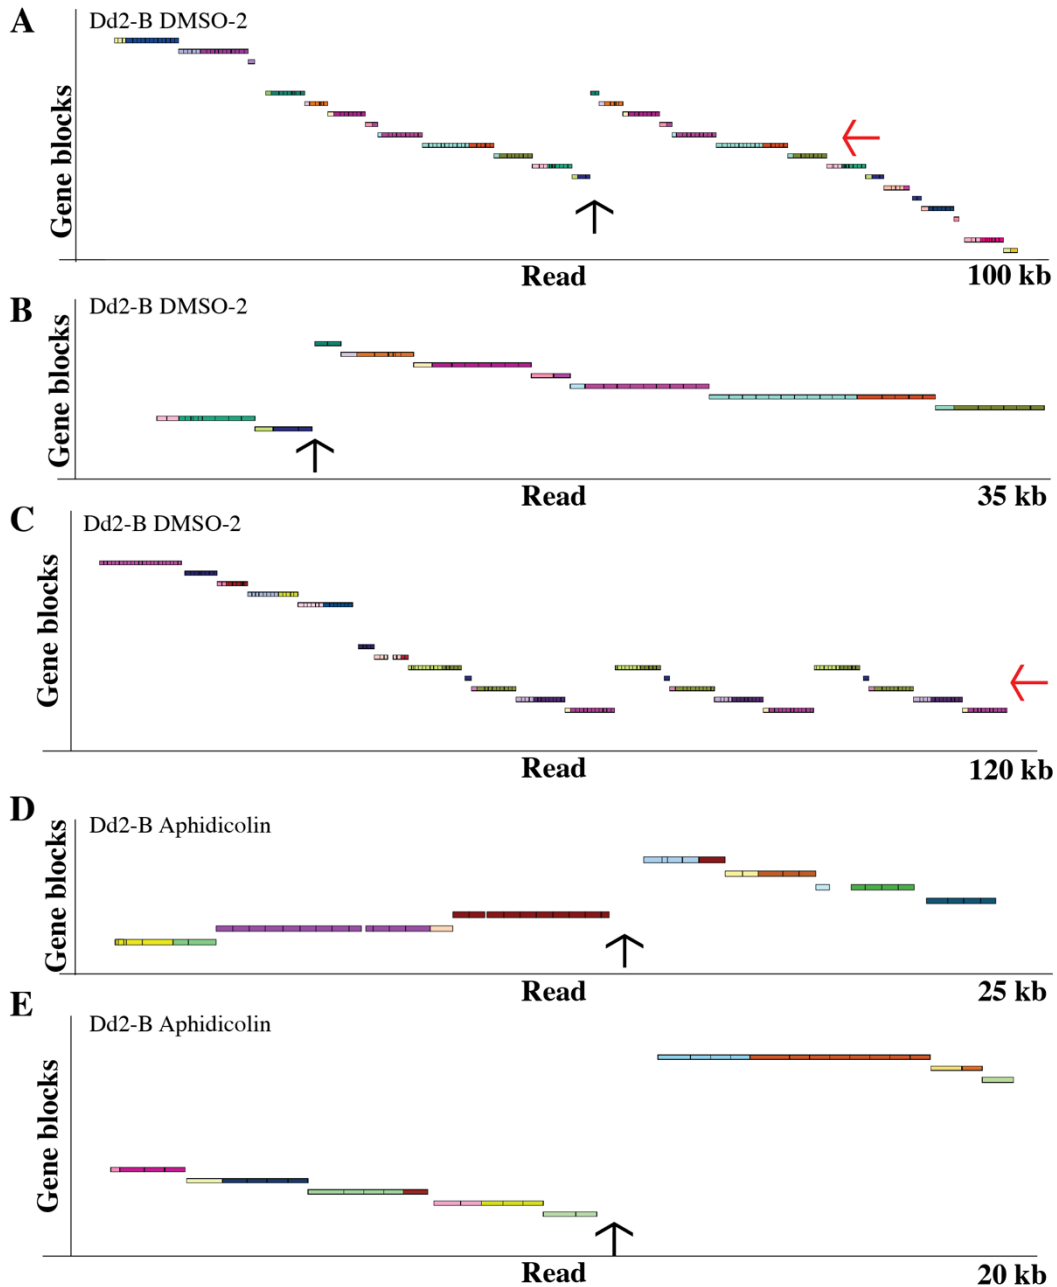 A
Dd2-B DMSO-2
Gene blocks
Read
100 kb
B
Dd2-B DMSO-2
Gene blocks
Read
35 kb
C
Dd2-B DMSO-2
Gene blocks
Read
120 kb
D
Dd2-B Aphidicolin
Gene blocks
Read
25 kb
E
Dd2-B Aphidicolin
Gene blocks
Read
20 kb